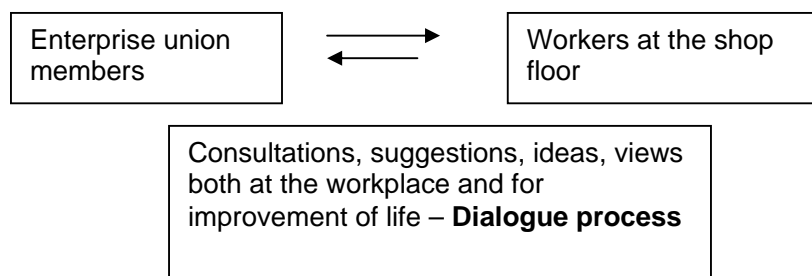 Enterprise union
members
Workers at the shop
floor
Consultations, suggestions, ideas, views
both at the workplace and for
improvement of life – Dialogue process